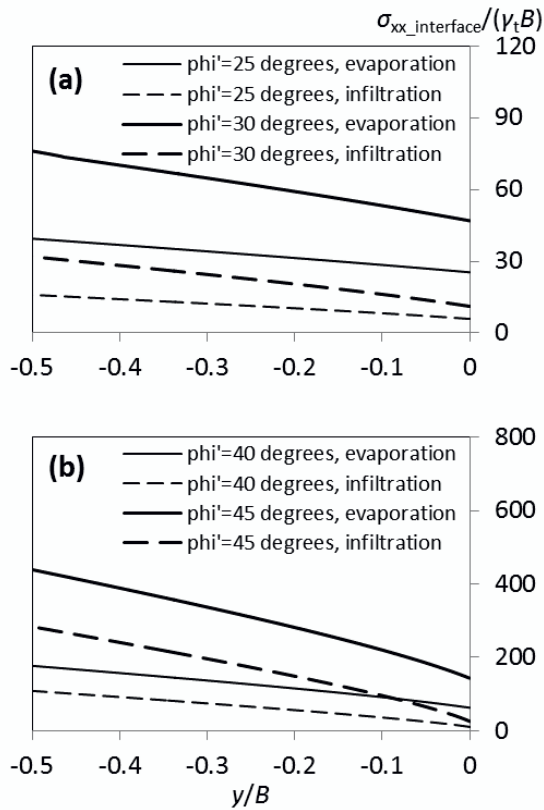 σxx_interface/(γtB)
120
(a)
phi'=25 degrees, evaporation
phi'=25 degrees, infiltration
90
phi'=30 degrees, evaporation
phi'=30 degrees, infiltration
60
30
0
-0.5 -0.4 -0.3 -0.2 -0.1 0
800
(b)
phi'=40 degrees, evaporation
phi'=40 degrees, infiltration
600
phi'=45 degrees, evaporation
phi'=45 degrees, infiltration
400
200
0
-0.5 -0.4 -0.3 -0.2 -0.1 0
y/B